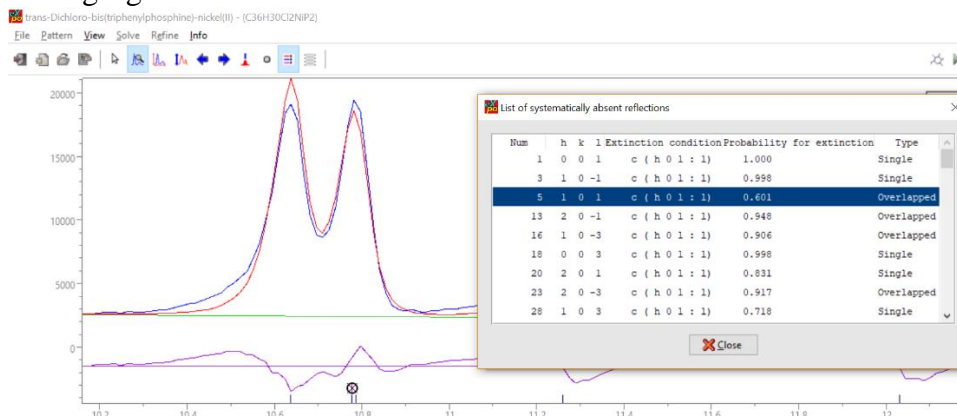 trans-Dichloro-bis(triphenylphosphine)-nickel(II) - (C36H30Cl2NiP2)
File Pattern View Solve Refine Info
20000
15000
10000
5000
0
10.2 10.4 10.6 10.8 11 11.2 11.4 11.6 11.8 12
List of systematically absent reflections
Num h k l Extinction condition Probability for extinction Type
1 0 0 1 c ( h 0 l : l) 1.000 Single
3 1 0 -1 c ( h 0 l : l) 0.998 Single
5 1 0 1 c ( h 0 l : l) 0.601 Overlapped
13 2 0 -1 c ( h 0 l : l) 0.948 Overlapped
16 1 0 -3 c ( h 0 l : l) 0.906 Overlapped
18 0 0 3 c ( h 0 l : l) 0.998 Single
20 2 0 1 c ( h 0 l : l) 0.831 Single
23 2 0 -3 c ( h 0 l : l) 0.917 Overlapped
28 1 0 3 c ( h 0 l : l) 0.718 Single
Close